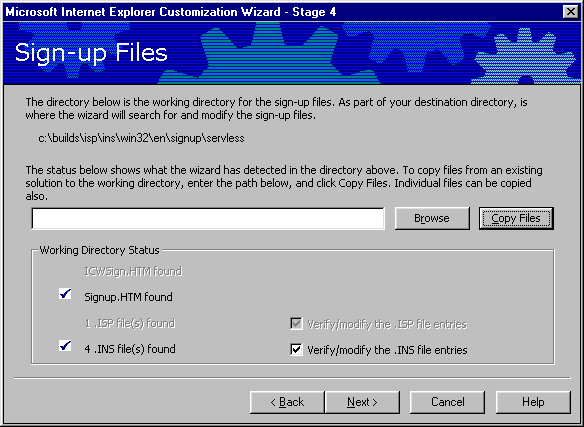 Microsoft Internet Explorer Customization Wizard - Stage 4
Sign-up Files
The directory below is the working directory for the sign-up files. As part of your destination directory, is
where the wizard will search for and modify the sign-up files.
c:\builds\isp\ins\win32\en\signup\servless
The status below shows what the wizard has detected in the directory above. To copy files from an existing
solution to the working directory, enter the path below, and click Copy Files. Individual files can be copied
also.
Browse
Copy Files
Working Directory Status
ICWSign.HTM found
Signup.HTM found
1 .ISP file(s) found
Verify/modify the .ISP file entries
4 .INS file(s) found
Verify/modify the .INS file entries
< Back
Next >
Cancel
Help